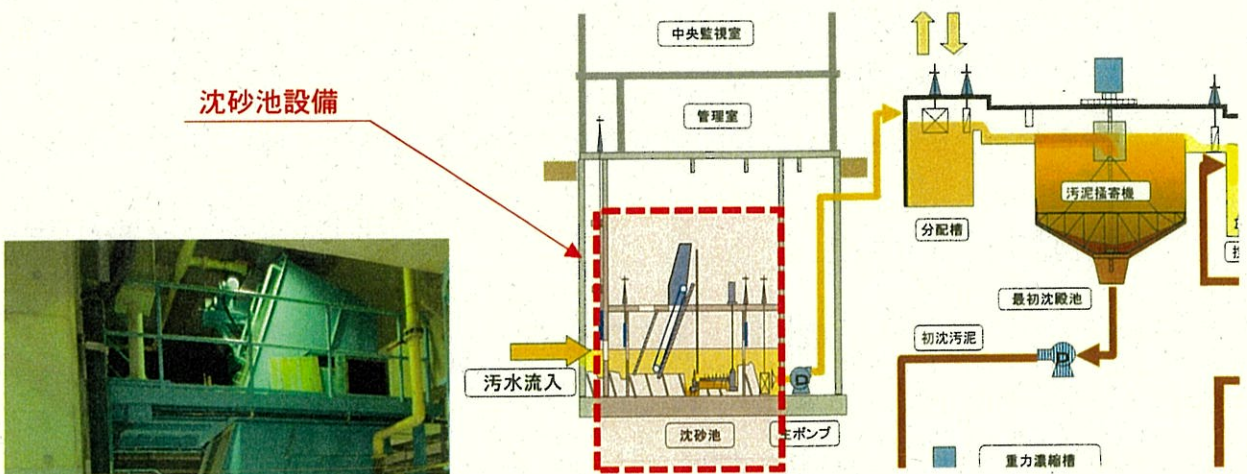 中央監視室
沈砂池設備
管理室
汚泥掻寄機
分配槽
最初沈殿池
初沈汚泥
汚水流入
沈砂池
主ポンプ
重力濃縮槽